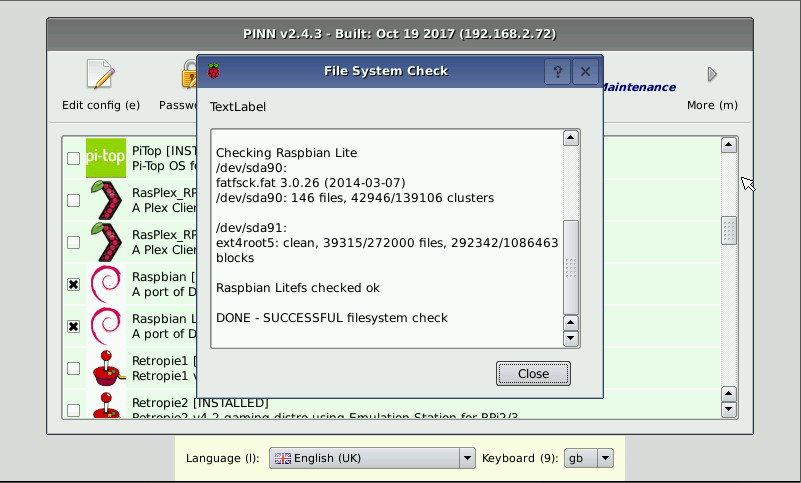 PINN v2.4.3 - Built: Oct 19 2017 (192.168.2.72)
File System Check
Edit config (e)
Maintenance
More (m)
TextLabel
Checking Raspbian Lite
/dev/sda90:
fatfsck.fat 3.0.26 (2014-03-07)
/dev/sda90: 146 files, 42946/139106 clusters
/dev/sda91:
ext4root5: clean, 39315/272000 files, 292342/1086463
blocks
Raspbian Litefs checked ok
DONE - SUCCESSFUL filesystem check
Close
pi-top
PiTop [INST
Pi-Top OS fo
RasPlex_RP
A Plex Clien
RasPlex_RP
A Plex Clien
Raspbian [
A port of D
Raspbian L
A port of D
Retropie1 [
Retropie1 v
Retropie2 [INSTALLED]
Retropie2 v4.2 gaming distro using Emulation Station for RPi2/3
Language (l):
English (UK)
Keyboard (9):
gb